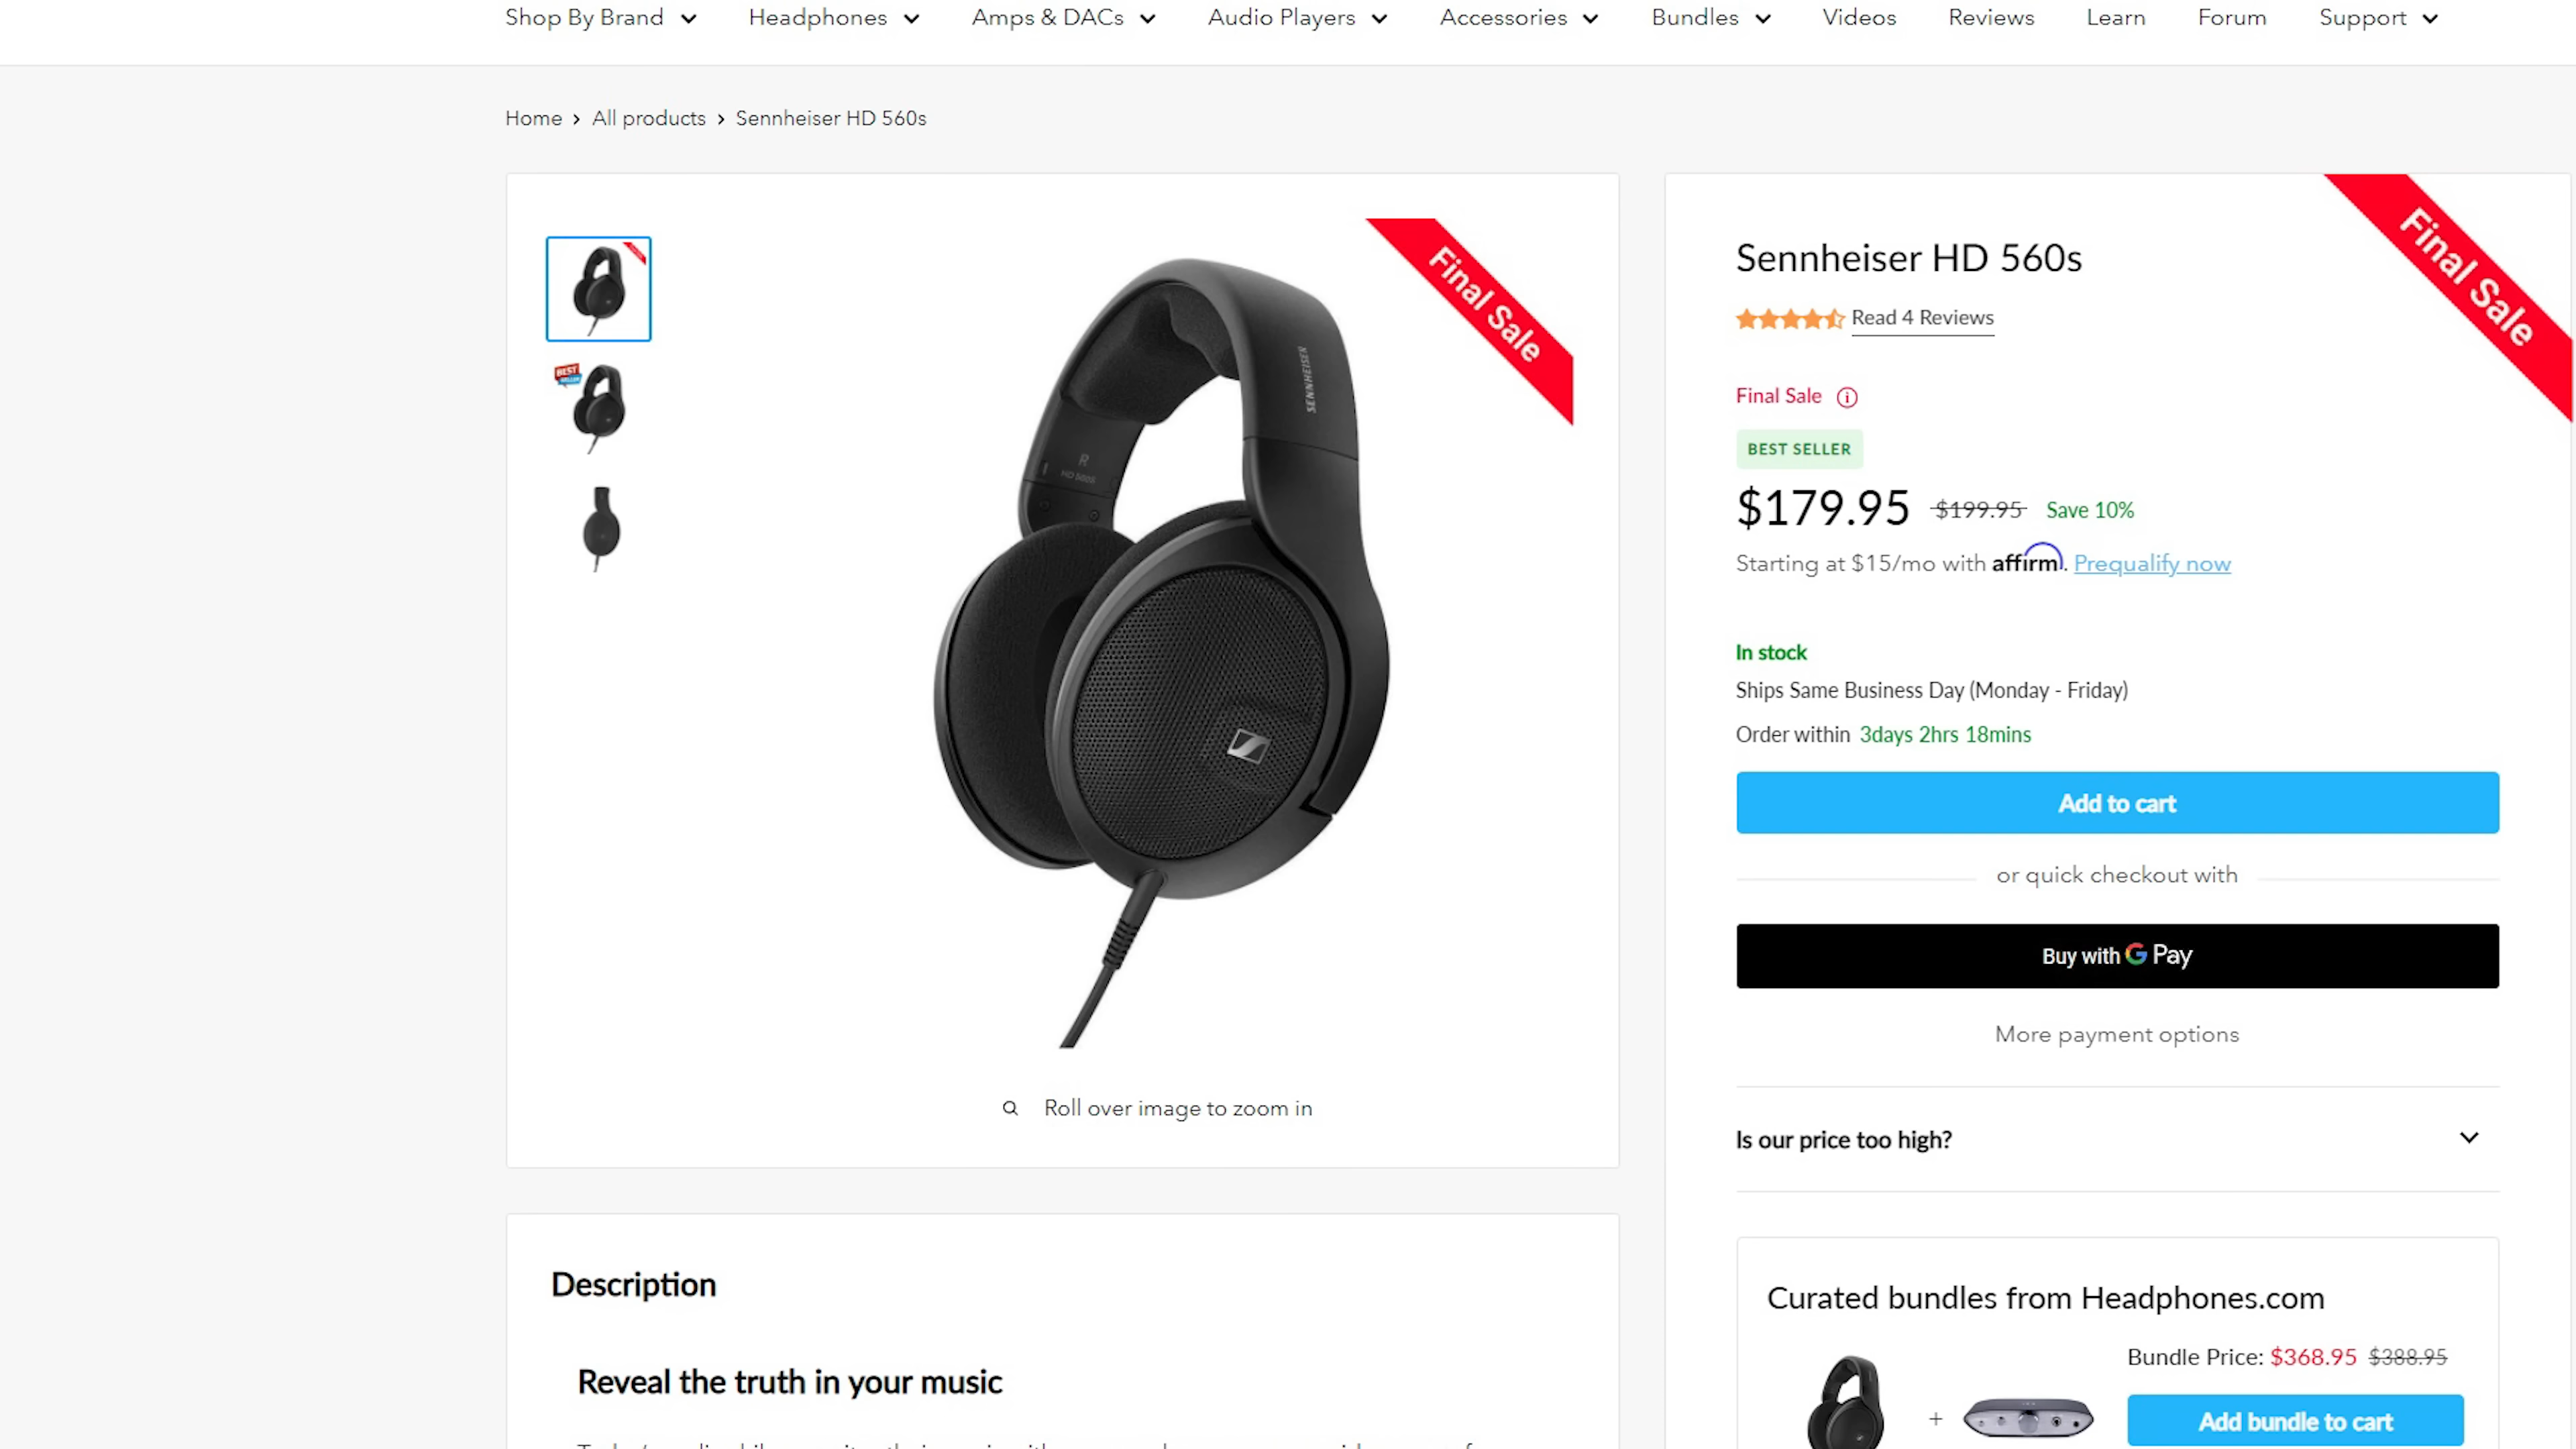 Shop By Brand Headphones Amps & DACs Audio Players Accessories Bundles Videos Reviews Learn Forum Support
Home › All products › Sennheiser HD 560s
BEST
SELLER
Final Sale
SENNHEISER
R
Final Sale
Sennheiser HD 560s
Read 4 Reviews
Final Sale
BEST SELLER
$179.95 $199.95 Save 10%
Starting at $15/mo with affirm. Prequalify now
In stock
Ships Same Business Day (Monday - Friday)
Order within 3days 2hrs 18mins
Add to cart
or quick checkout with
Buy with G Pay
More payment options
Is our price too high?
Roll over image to zoom in
Description
Reveal the truth in your music
Curated bundles from Headphones.com
Bundle Price: $368.95 $388.95
+
Add bundle to cart